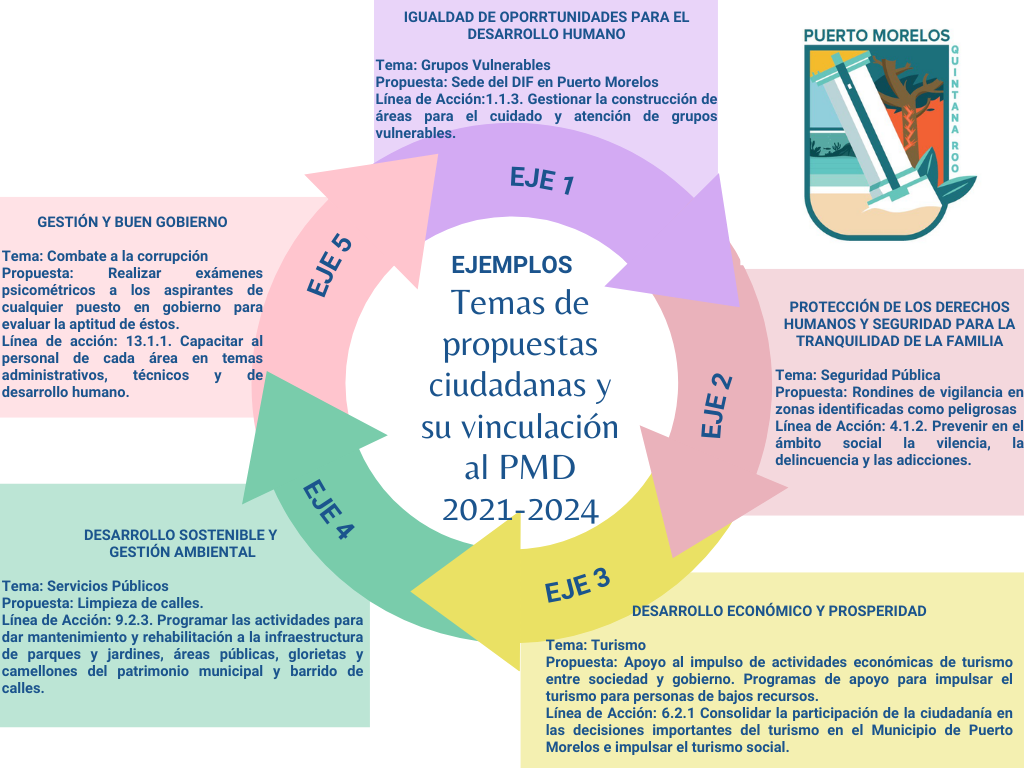 IGUALDAD DE OPORRTUNIDADES PARA EL
DESARROLLO HUMANO
Tema: Grupos Vulnerables
Propuesta: Sede del DIF en Puerto Morelos
Línea de Acción:1.1.3. Gestionar la construcción de
áreas para el cuidado y atención de grupos
vulnerables.
PUERTO MORELOS
QUINTANA ROO
EJE 1
GESTIÓN Y BUEN GOBIERNO
Tema: Combate a la corrupción
Propuesta: Realizar exámenes
psicométricos a los aspirantes de
cualquier puesto en gobierno para
evaluar la aptitud de éstos.
Línea de acción: 13.1.1. Capacitar al
personal de cada área en temas
administrativos, técnicos y de
desarrollo humano.
EJE 5
EJEMPLOS
Temas de
propuestas
ciudadanas y
su vinculación
al PMD
2021-2024
EJE 2
PROTECCIÓN DE LOS DERECHOS
HUMANOS Y SEGURIDAD PARA LA
TRANQUILIDAD DE LA FAMILIA
Tema: Seguridad Pública
Propuesta: Rondines de vigilancia en
zonas identificadas como peligrosas
Línea de Acción: 4.1.2. Prevenir en el
ámbito social la vilencia, la
delincuencia y las adicciones.
EJE 4
DESARROLLO SOSTENIBLE Y
GESTIÓN AMBIENTAL
Tema: Servicios Públicos
Propuesta: Limpieza de calles.
Línea de Acción: 9.2.3. Programar las actividades para
dar mantenimiento y rehabilitación a la infraestructura
de parques y jardines, áreas públicas, glorietas y
camellones del patrimonio municipal y barrido de
calles.
EJE 3
DESARROLLO ECONÓMICO Y PROSPERIDAD
Tema: Turismo
Propuesta: Apoyo al impulso de actividades económicas de turismo
entre sociedad y gobierno. Programas de apoyo para impulsar el
turismo para personas de bajos recursos.
Línea de Acción: 6.2.1 Consolidar la participación de la ciudadanía en
las decisiones importantes del turismo en el Municipio de Puerto
Morelos e impulsar el turismo social.